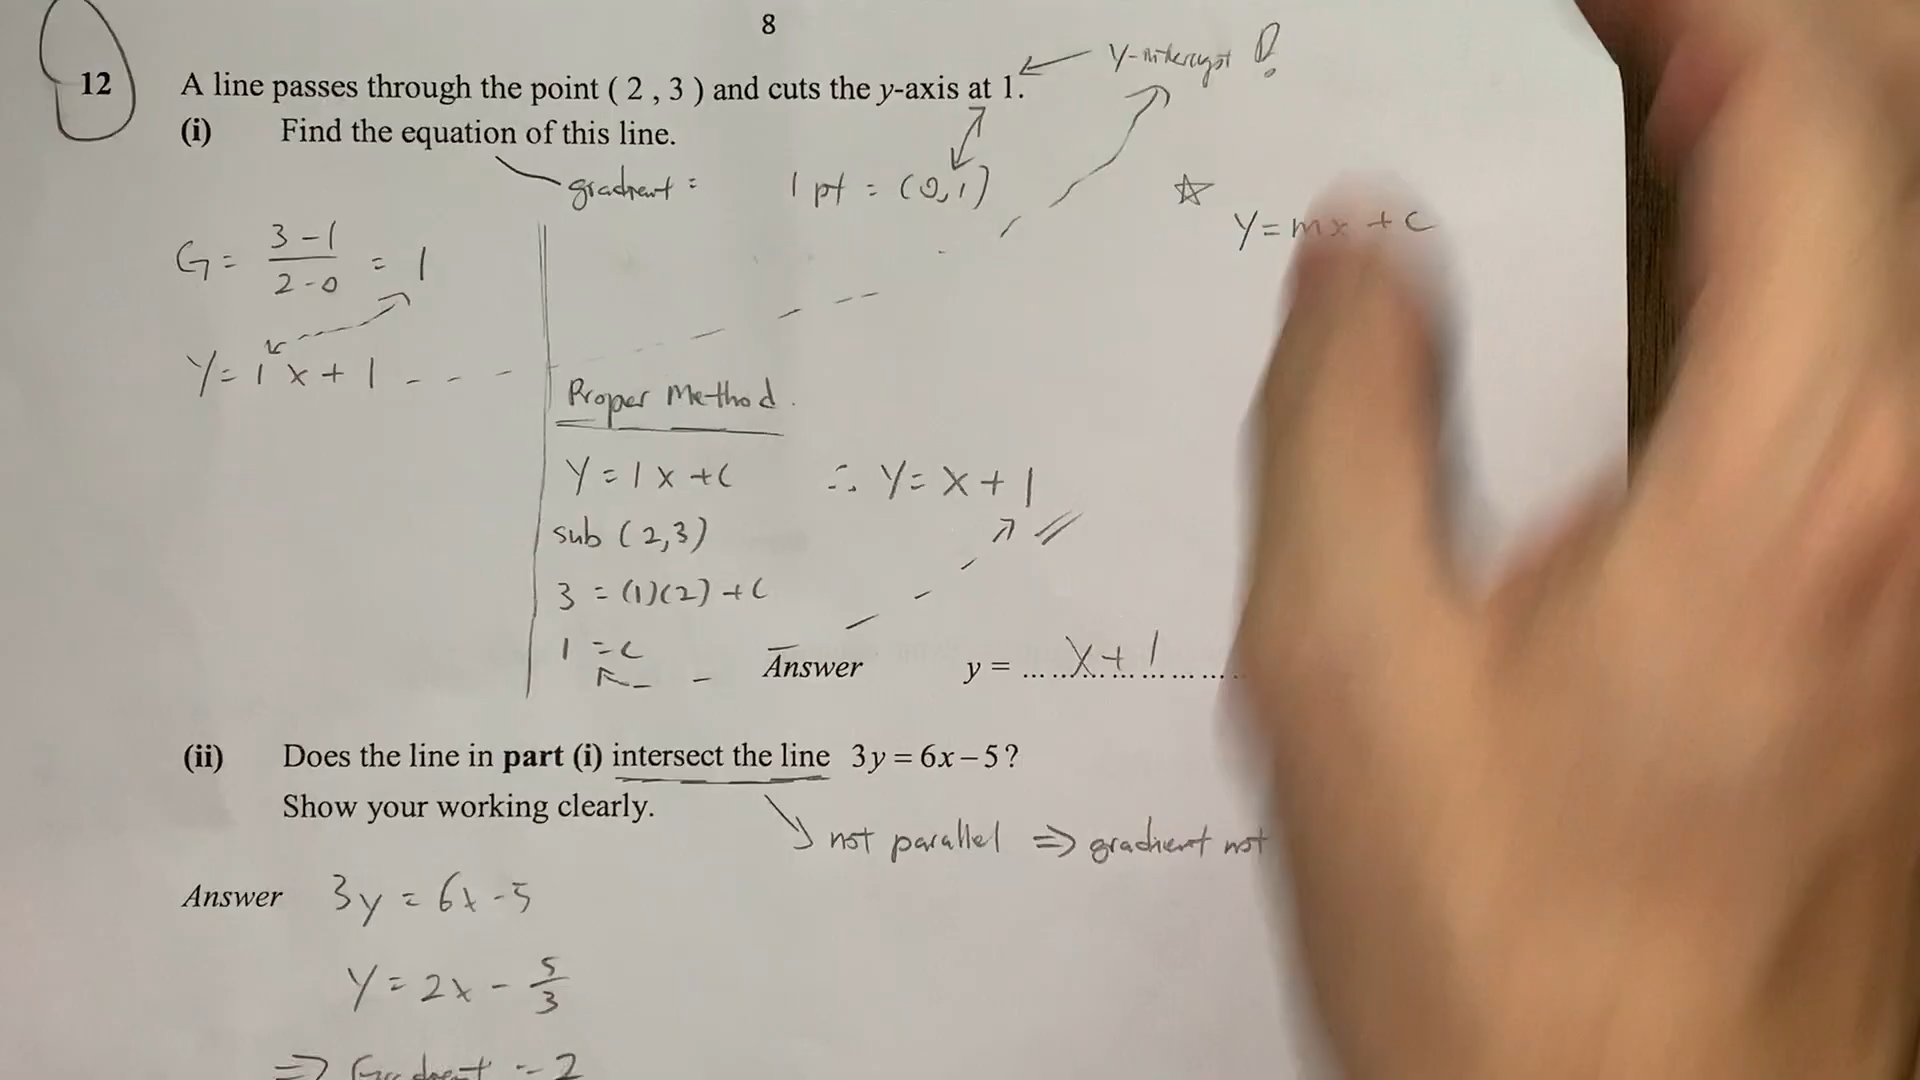 8
12 A line passes through the point ( 2 , 3 ) and cuts the y-axis at 1.
y-intercept !
(i) Find the equation of this line.
gradient = 1 pt = (0,1)
☆ y=mx+c
G = 3-1 / 2-0 = 1
y = 1x + 1
Proper Method.
y = 1x + c ∴ y = x + 1
sub (2,3)
3 = (1)(2) + c
1 = c
Answer y = x+1
(ii) Does the line in part (i) intersect the line 3y = 6x – 5 ?
Show your working clearly.
not parallel ⇒ gradient not
Answer 3y = 6x - 5
y = 2x - 5/3
⇒ Gradient = 2